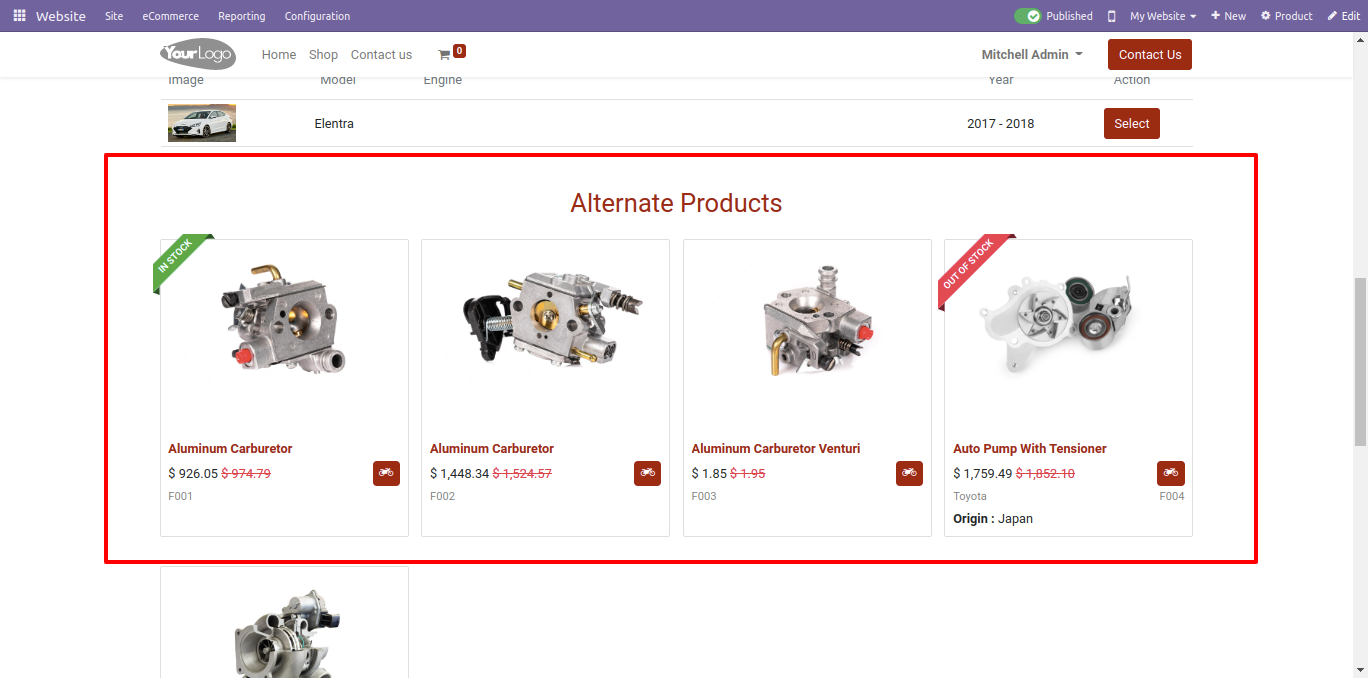 Website Site eCommerce Reporting Configuration Published My Website New Product Edit
YourLogo Home Shop Contact us 0 Mitchell Admin Contact Us
Image Model Engine Year Action
Elentra 2017 - 2018 Select
Alternate Products
IN STOCK
OUT OF STOCK
Aluminum Carburetor
$ 926.05 $ 974.79
F001
Aluminum Carburetor
$ 1,448.34 $ 1,524.57
F002
Aluminum Carburetor Venturi
$ 1.85 $ 1.95
F003
Auto Pump With Tensioner
$ 1,759.49 $ 1,852.10
Toyota F004
Origin : Japan